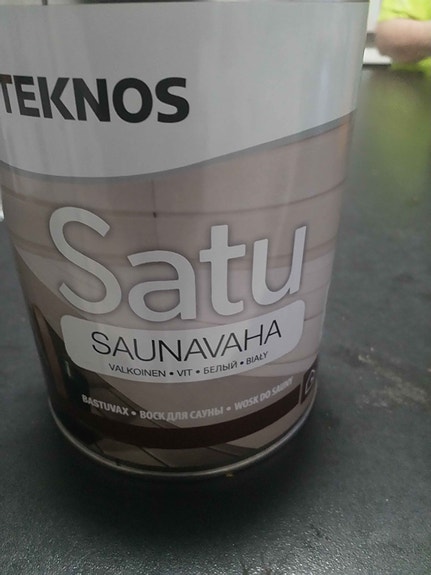 TEKNOS
Satu
SAUNAVAHA
VALKOINEN • VIT • БЕЛЫЙ • BIAŁY
BASTUVAX • ВОСК ДЛЯ САУНЫ • WOSK DO SAUNY